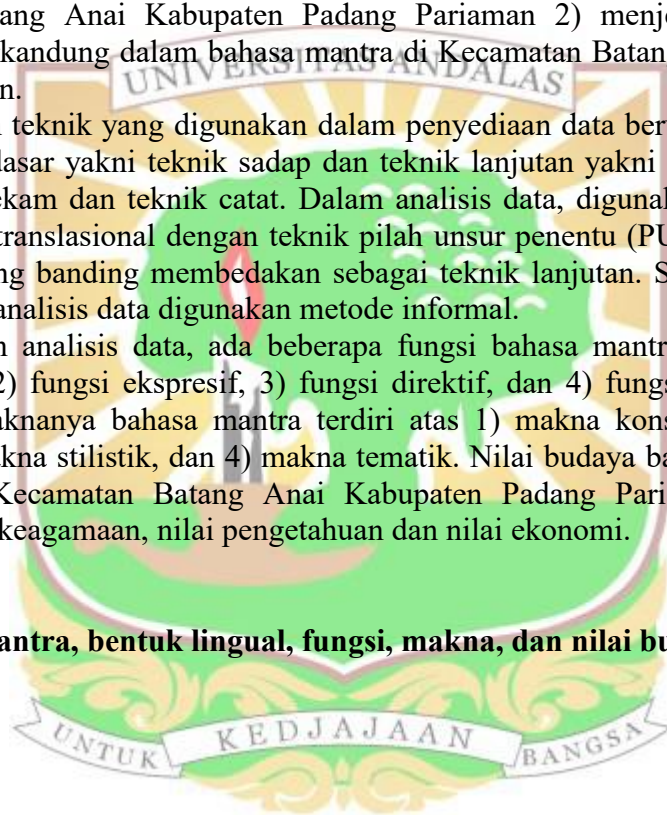 ang Anai Kabupaten Padang Pariaman 2) menj
kandung dalam bahasa mantra di Kecamatan Batan
n.
UNIVERSITAS ANDALAS
teknik yang digunakan dalam penyediaan data ber
dasar yakni teknik sadap dan teknik lanjutan yakni
ekam dan teknik catat. Dalam analisis data, diguna
translasional dengan teknik pilah unsur penentu (PU
ng banding membedakan sebagai teknik lanjutan. S
analisis data digunakan metode informal.
n analisis data, ada beberapa fungsi bahasa mantr
2) fungsi ekspresif, 3) fungsi direktif, dan 4) fungs
aknanya bahasa mantra terdiri atas 1) makna kons
akna stilistik, dan 4) makna tematik. Nilai budaya ba
Kecamatan Batang Anai Kabupaten Padang Pari
keagamaan, nilai pengetahuan dan nilai ekonomi.
antra, bentuk lingual, fungsi, makna, dan nilai bu
UNTUK KEDJAJAAN BANGSA